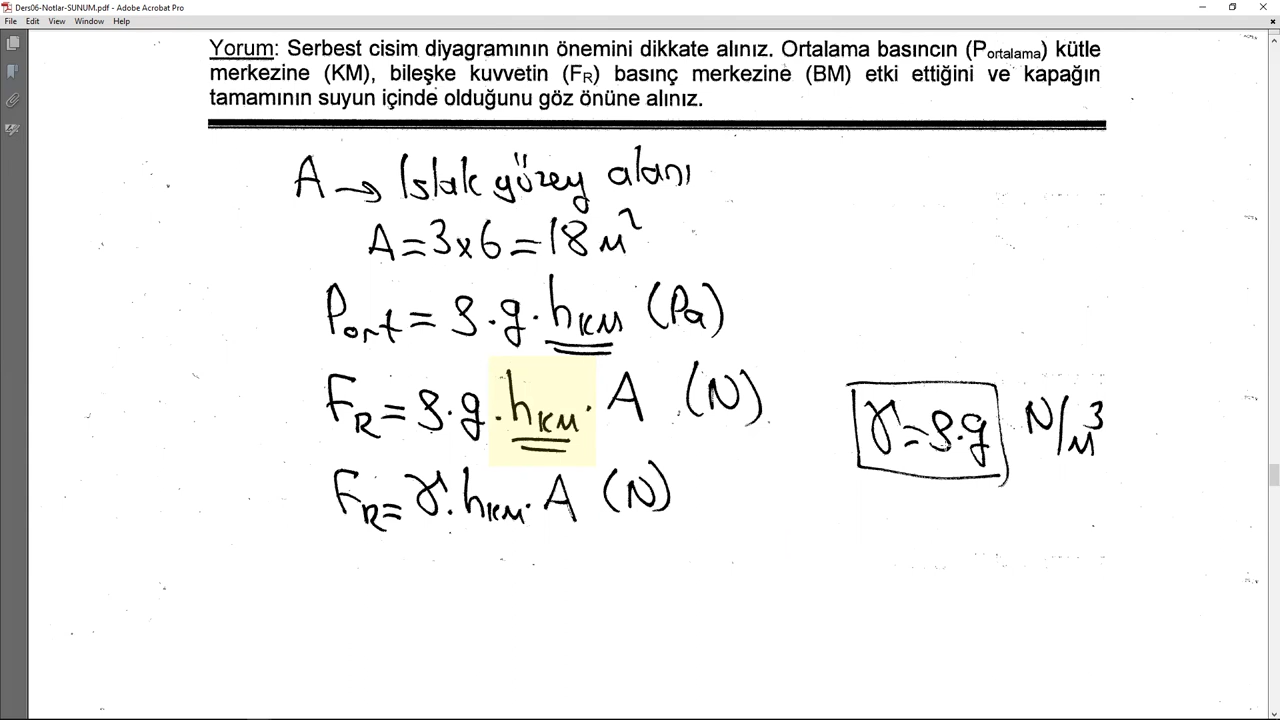 Ders06-Notlar-SUNUM.pdf - Adobe Acrobat Pro
File Edit View Window Help
Yorum: Serbest cisim diyagramının önemini dikkate alınız. Ortalama basıncın (Portalama) kütle
merkezine (KM), bileşke kuvvetin (FR) basınç merkezine (BM) etki ettiğini ve kapağın
tamamının suyun içinde olduğunu göz önüne alınız.
A → Islak yüzey alanı
A = 3x6 = 18 m²
Port = ρ.g.hKM (Pa)
FR = ρ.g.hKM.A (N)
γ = ρ.g N/m³
FR = γ.hKM.A (N)